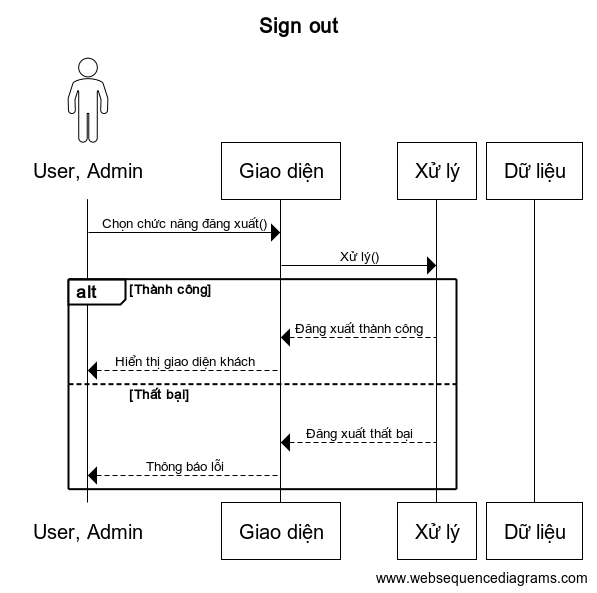 Sign out
User, Admin
Giao diện
Xử lý
Dữ liệu
Chọn chức năng đăng xuất()
Xử lý()
alt
[Thành công]
Đăng xuất thành công
Hiển thị giao diện khách
[Thất bại]
Đăng xuất thất bại
Thông báo lỗi
User, Admin
Giao diện
Xử lý
Dữ liệu
www.websequencediagrams.com